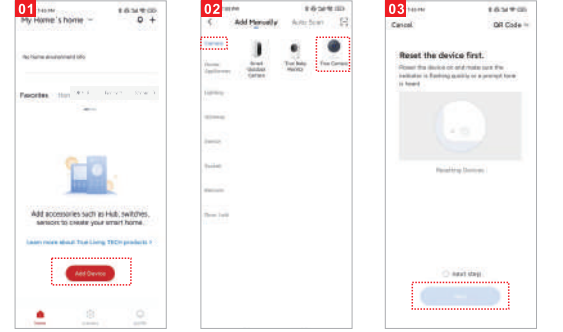 01
My Home's home
No home environment info
Favorites
Add accessories such as Hub, switches,
sensors to create your smart home.
Learn more about True Living TECH products >
Add Device
Home
02
Add Manually Auto Scan
Camera
Smart
Outdoor
Camera
True Baby
Monitor
True Camera
Home
Appliances
Lighting
Gateway
Sensor
Socket
Door Lock
03
Cancel QR Code
Reset the device first.
Power the device on and make sure the
indicator is flashing quickly or a prompt tone
is heard
Resetting Devices
next step